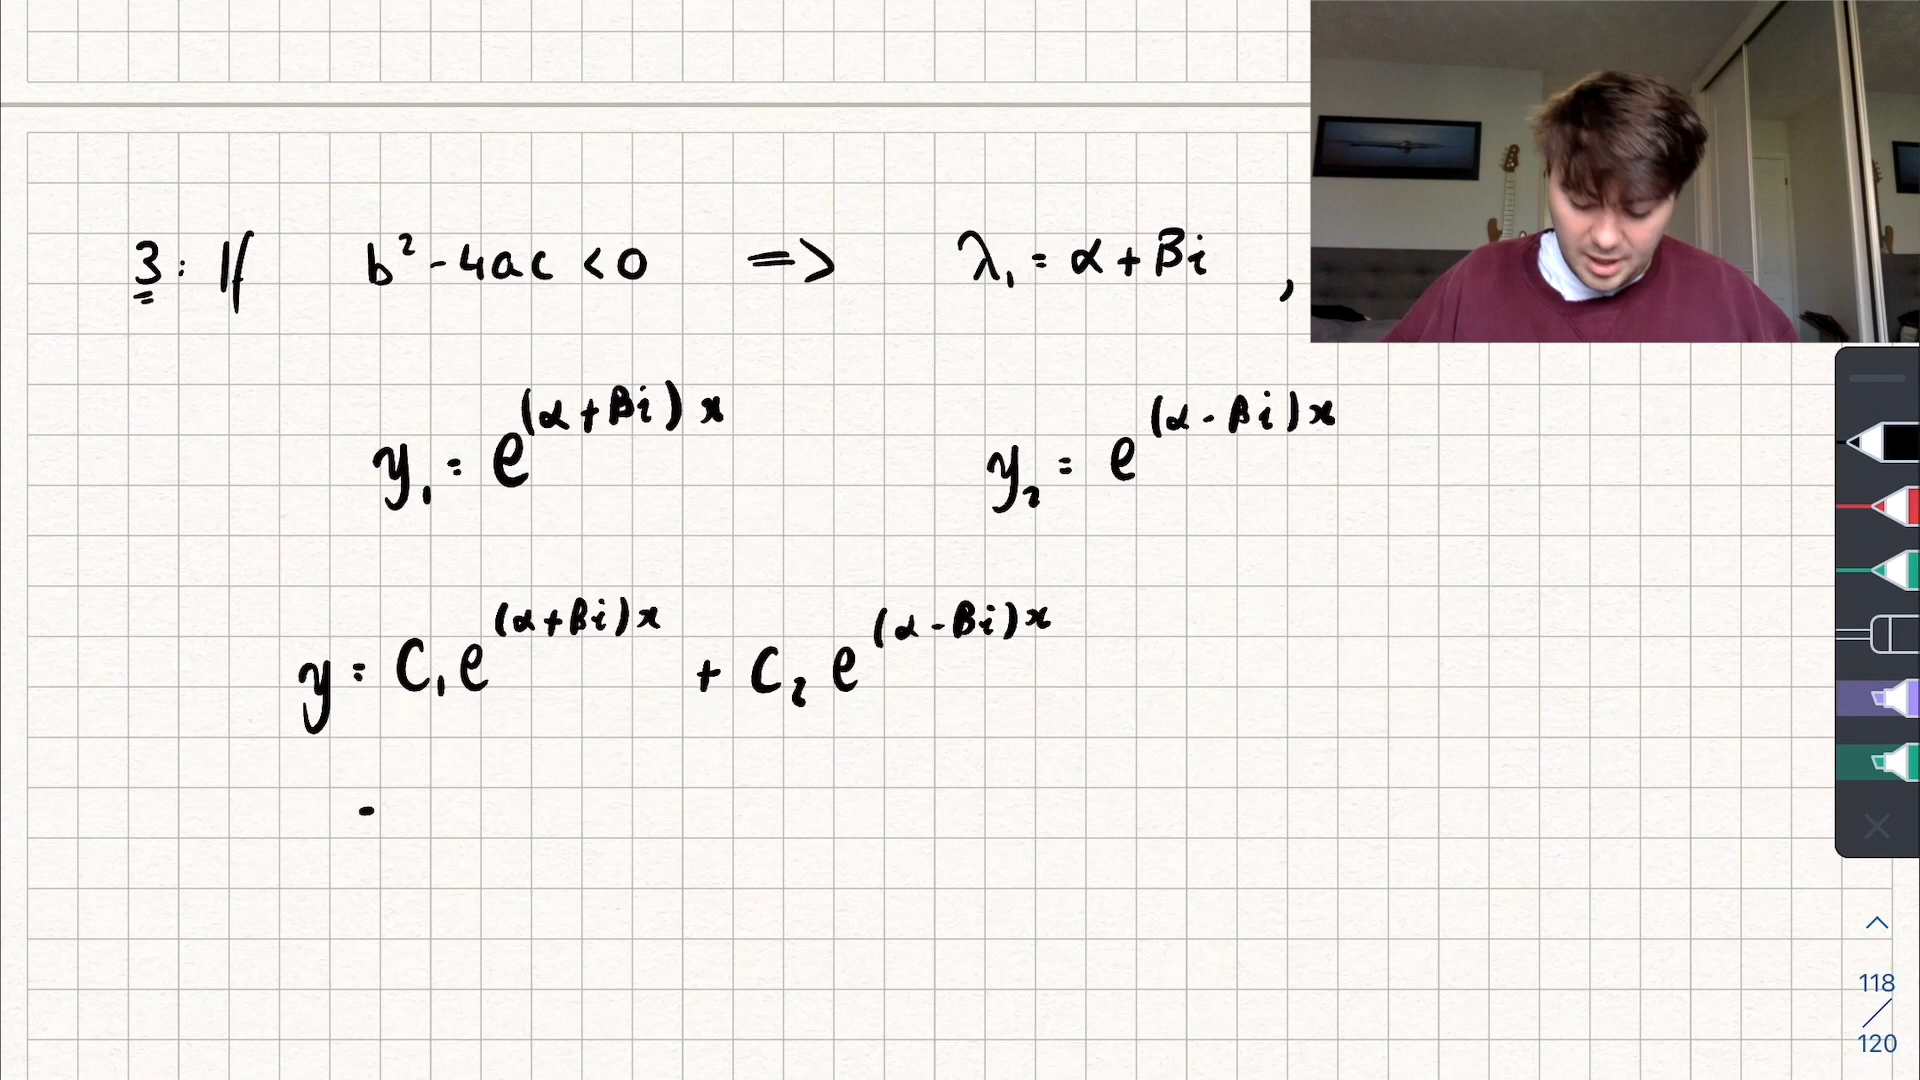 3: If b² - 4ac < 0 => λ₁ = α + βi ,
y₁ = e^(α+βi)x y₂ = e^(α-βi)x
y = C₁e^(α+βi)x + C₂e^(α-βi)x
-
118
/
120